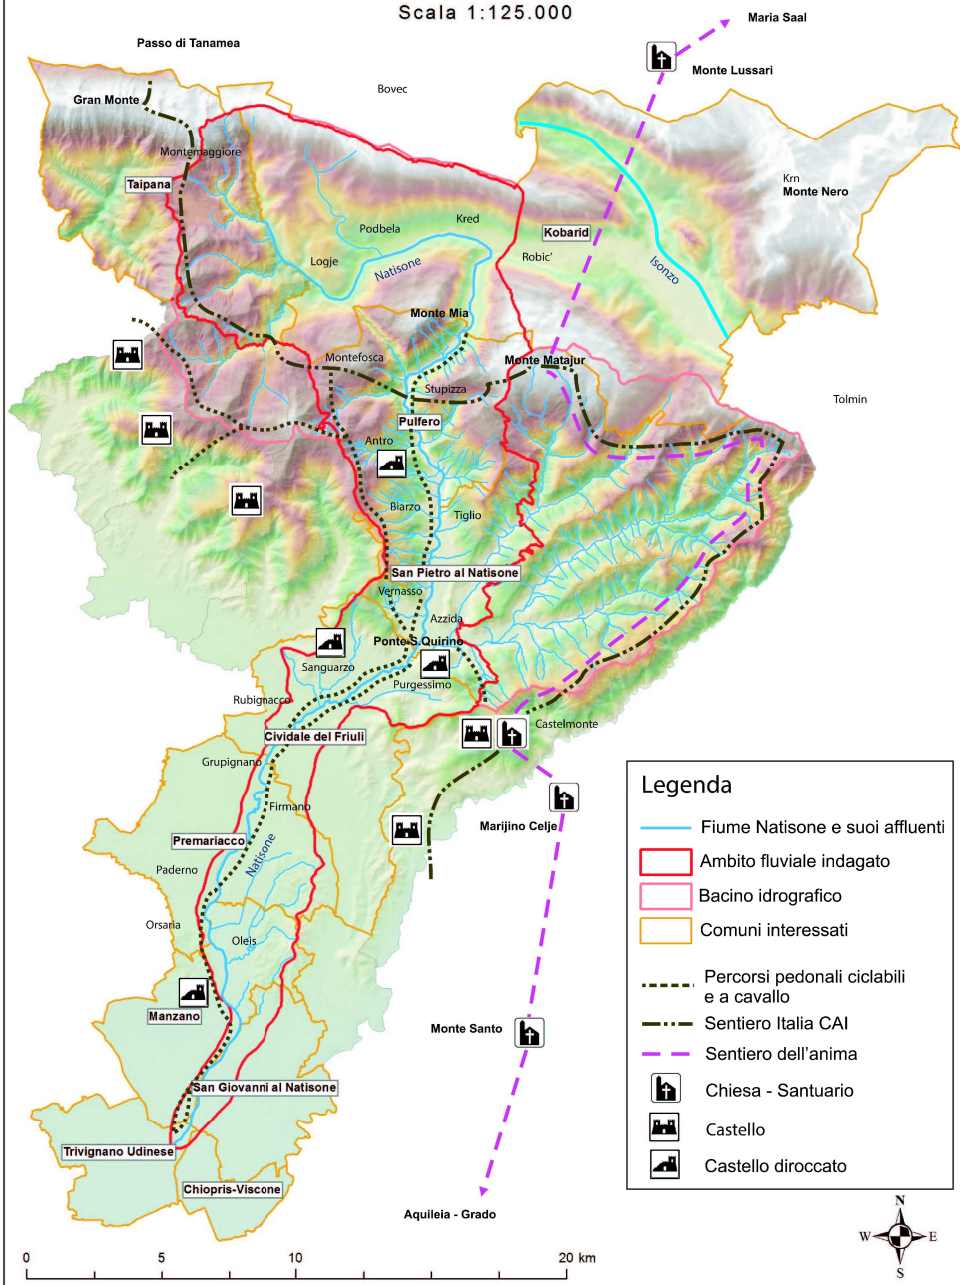 Scala 1:125.000
Maria Saal
Passo di Tanamea
Monte Lussari
Bovec
Gran Monte
Montemaggiore
Taipana
Krn
Monte Nero
Kred
Podbela
Kobarid
Robic'
Logje
Natisone
Isonzo
Monte Mia
Montefosca
Monte Matajur
Stupizza
Tolmin
Pulfero
Antro
Biarzo
Tiglio
San Pietro al Natisone
Vernasso
Azzida
Ponte S.Quirino
Sanguarzo
Purgessimo
Rubignacco
Castelmonte
Cividale del Friuli
Grupignano
Firmano
Marijino Celje
Premariacco
Natisone
Paderno
Orsaria
Oleis
Manzano
Monte Santo
San Giovanni al Natisone
Trivignano Udinese
Chiopris-Viscone
Aquileia - Grado
Legenda
Fiume Natisone e suoi affluenti
Ambito fluviale indagato
Bacino idrografico
Comuni interessati
Percorsi pedonali ciclabili
e a cavallo
Sentiero Italia CAI
Sentiero dell'anima
Chiesa - Santuario
Castello
Castello diroccato
N
W
E
S
0 5 10 20 km